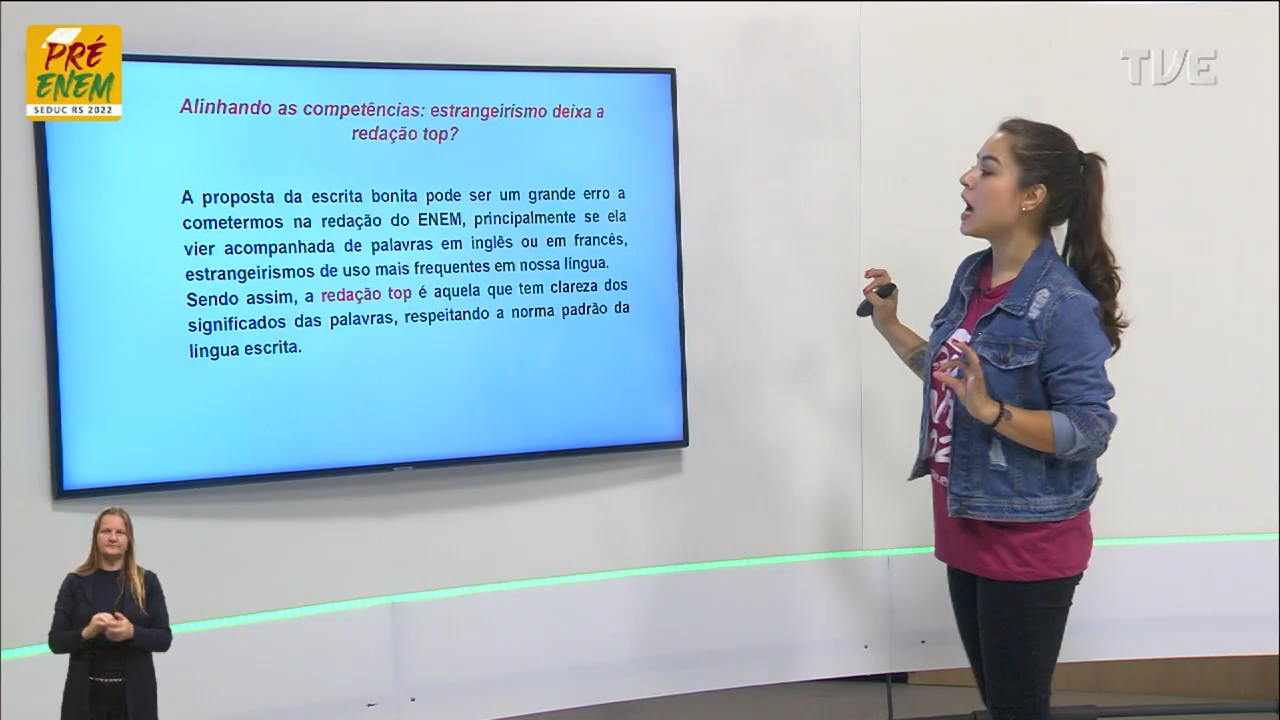 PRÉ
ENEM
SEDUC RS 2022
TVE
Alinhando as competências: estrangeirismo deixa a
redação top?
A proposta da escrita bonita pode ser um grande erro a
cometermos na redação do ENEM, principalmente se ela
vier acompanhada de palavras em inglês ou em francês,
estrangeirismos de uso mais frequentes em nossa língua.
Sendo assim, a redação top é aquela que tem clareza dos
significados das palavras, respeitando a norma padrão da
lingua escrita.